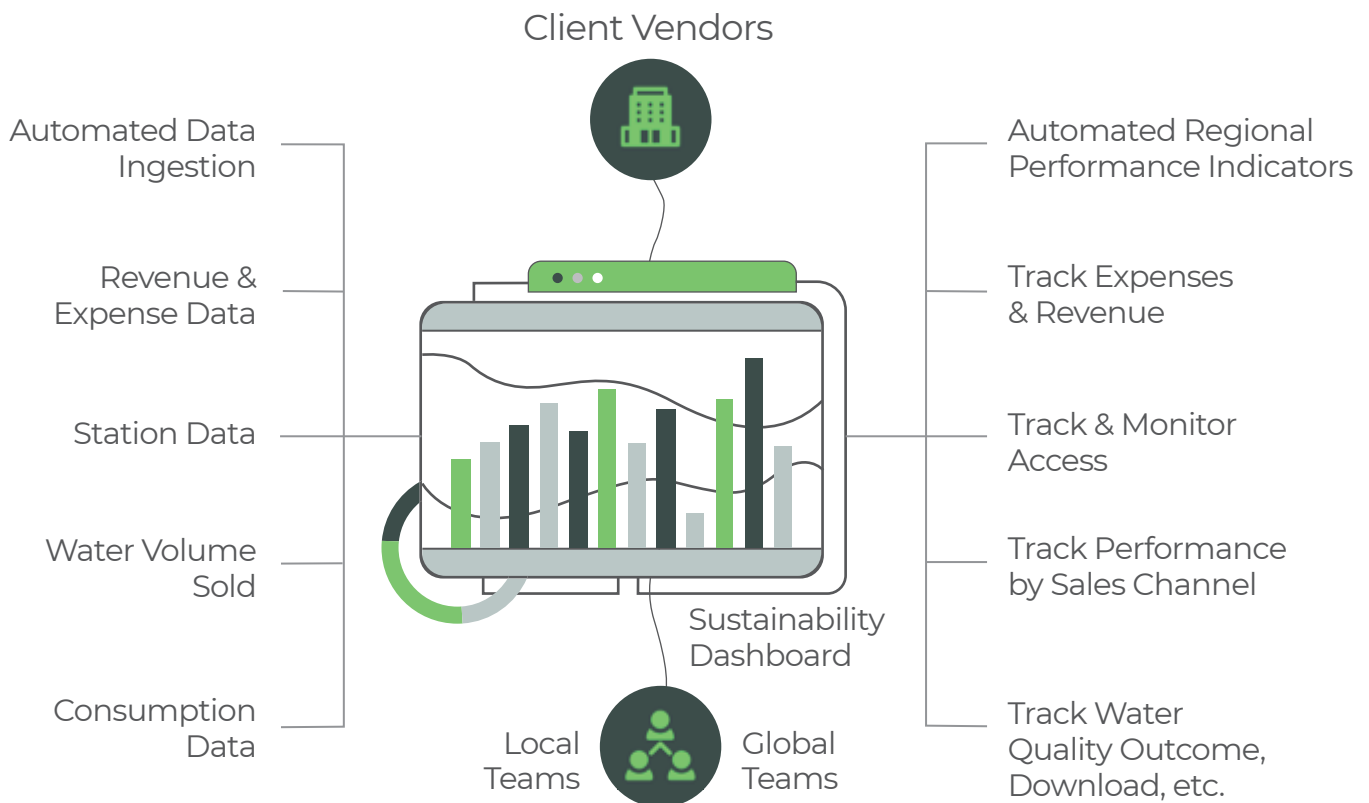 Client Vendors
Automated Data
Ingestion
Revenue &
Expense Data
Station Data
Water Volume
Sold
Consumption
Data
Automated Regional
Performance Indicators
Track Expenses
& Revenue
Track & Monitor
Access
Track Performance
by Sales Channel
Track Water
Quality Outcome,
Download, etc.
Sustainability
Dashboard
Local
Teams
Global
Teams